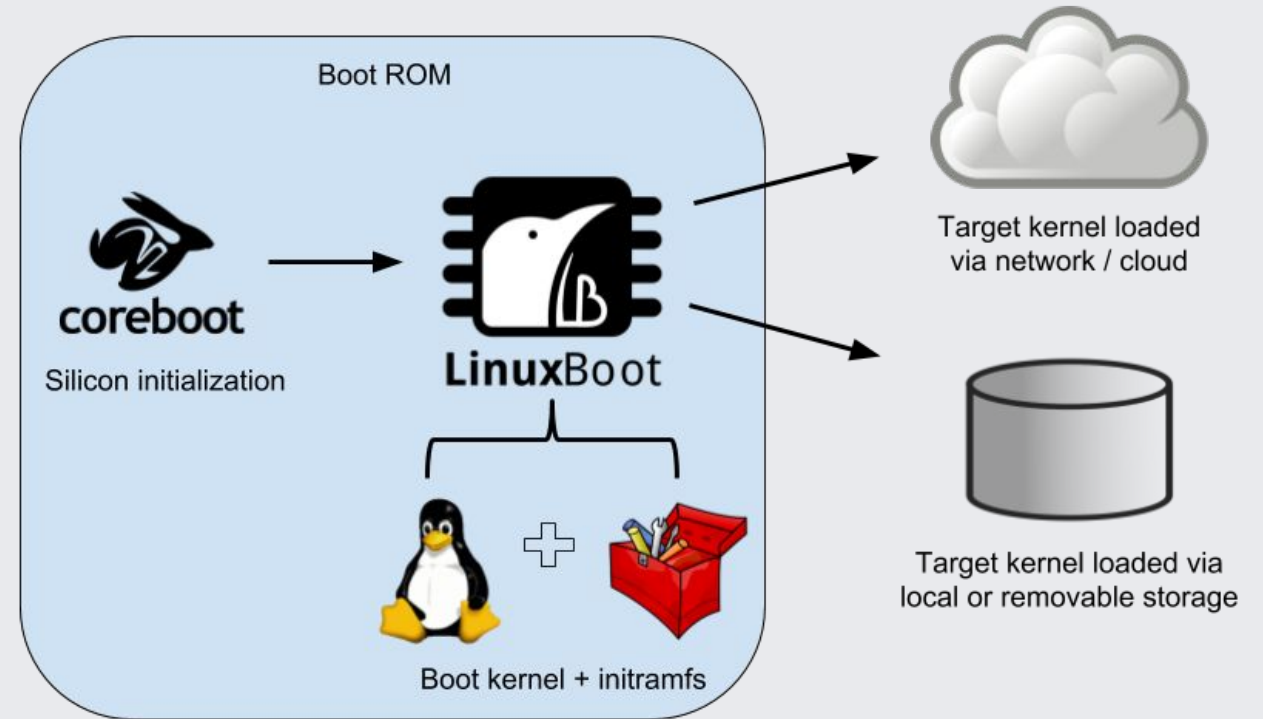 Boot ROM
coreboot
Silicon initialization
LB
LinuxBoot
Boot kernel + initramfs
Target kernel loaded
via network / cloud
Target kernel loaded via
local or removable storage